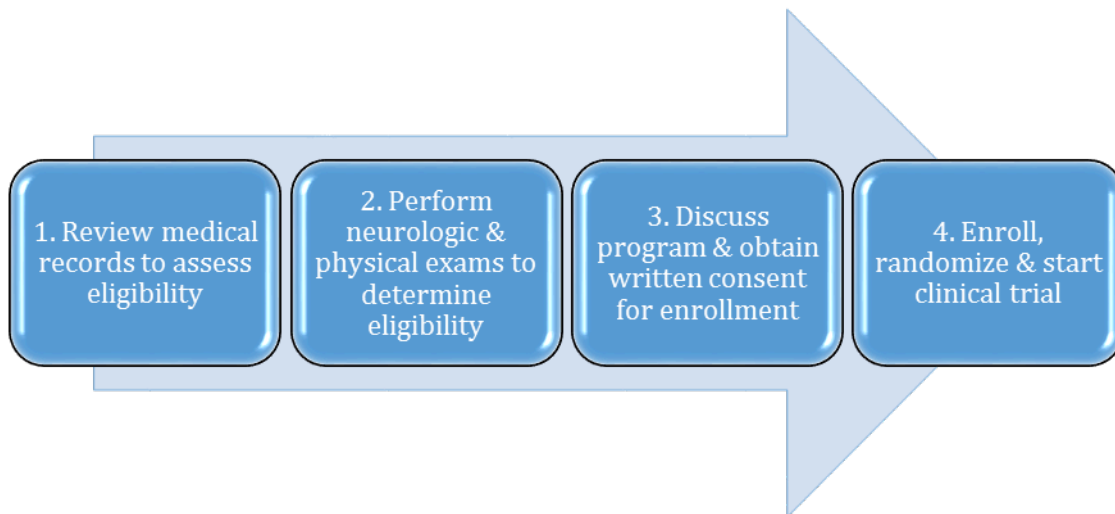 1. Review medical
records to assess
eligibility
2. Perform
neurologic &
physical exams to
determine
eligibility
3. Discuss
program & obtain
written consent
for enrollment
4. Enroll,
randomize & start
clinical trial